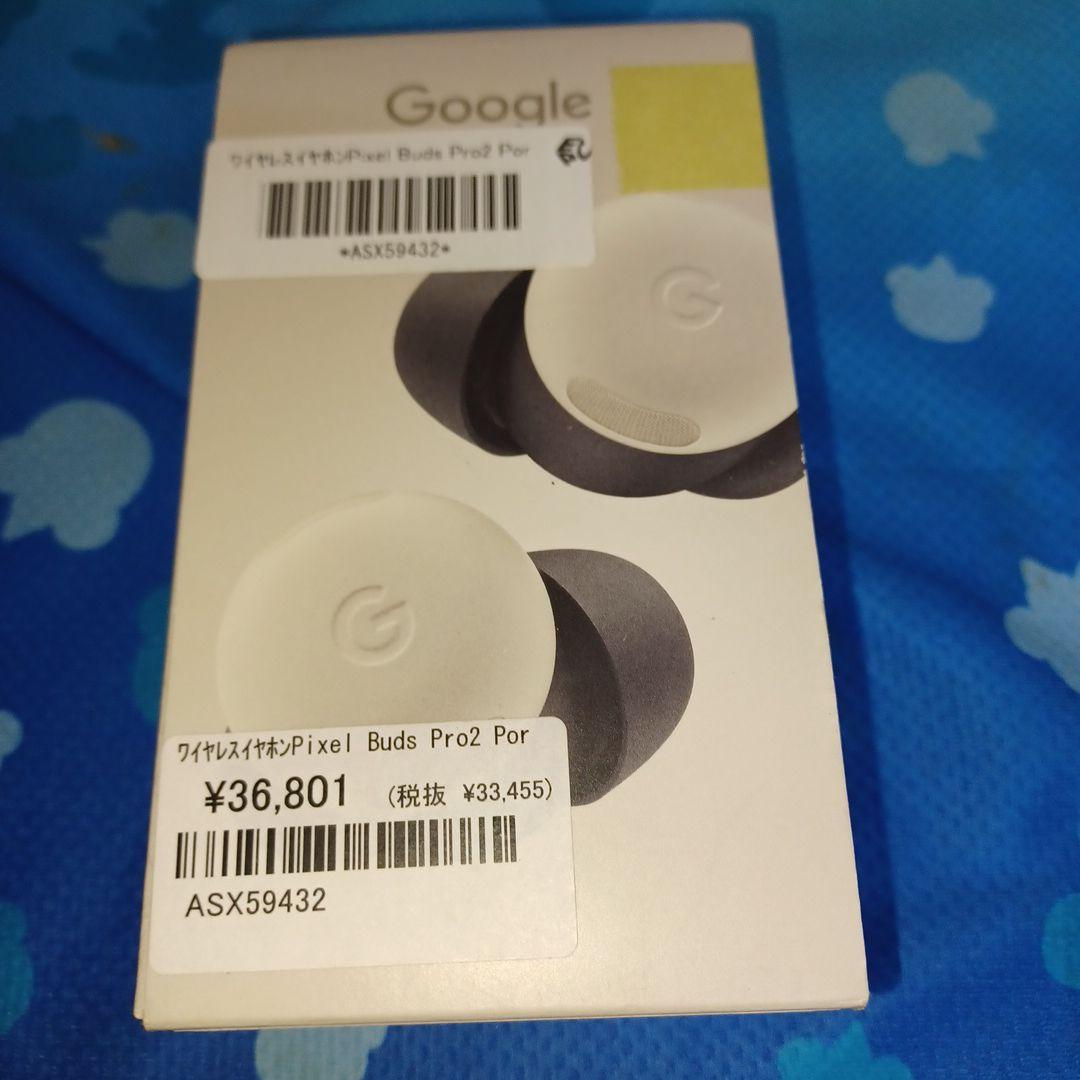 Google
ワイヤレスイヤホンPixel Buds Pro2 Por
*ASX59432*
G
G
ワイヤレスイヤホンPixel Buds Pro2 Por
¥36,801 (税抜 ¥33,455)
ASX59432